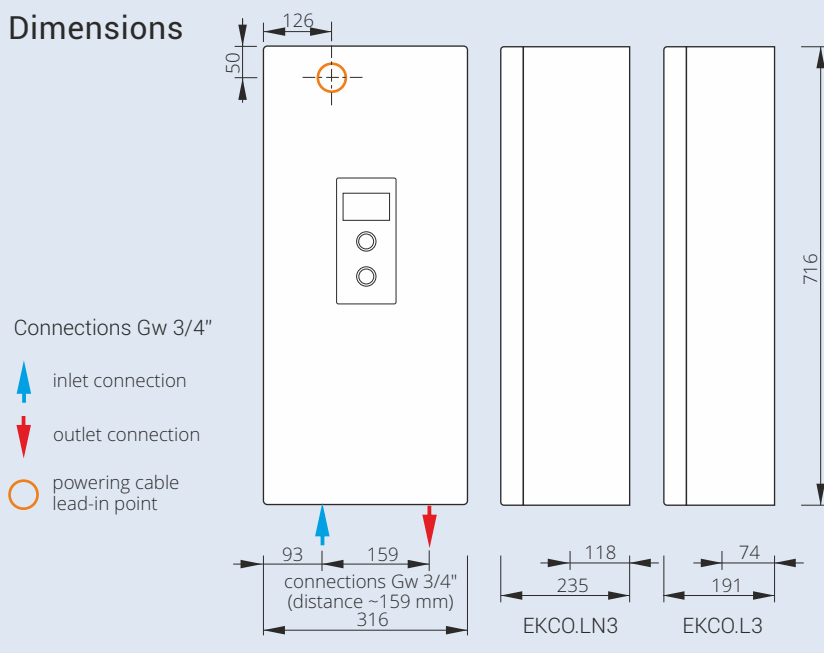 Dimensions
126
50
716
Connections Gw 3/4"
inlet connection
outlet connection
powering cable
lead-in point
93
159
118
74
connections Gw 3/4"
(distance ~159 mm)
235
191
316
EKCO.LN3
EKCO.L3